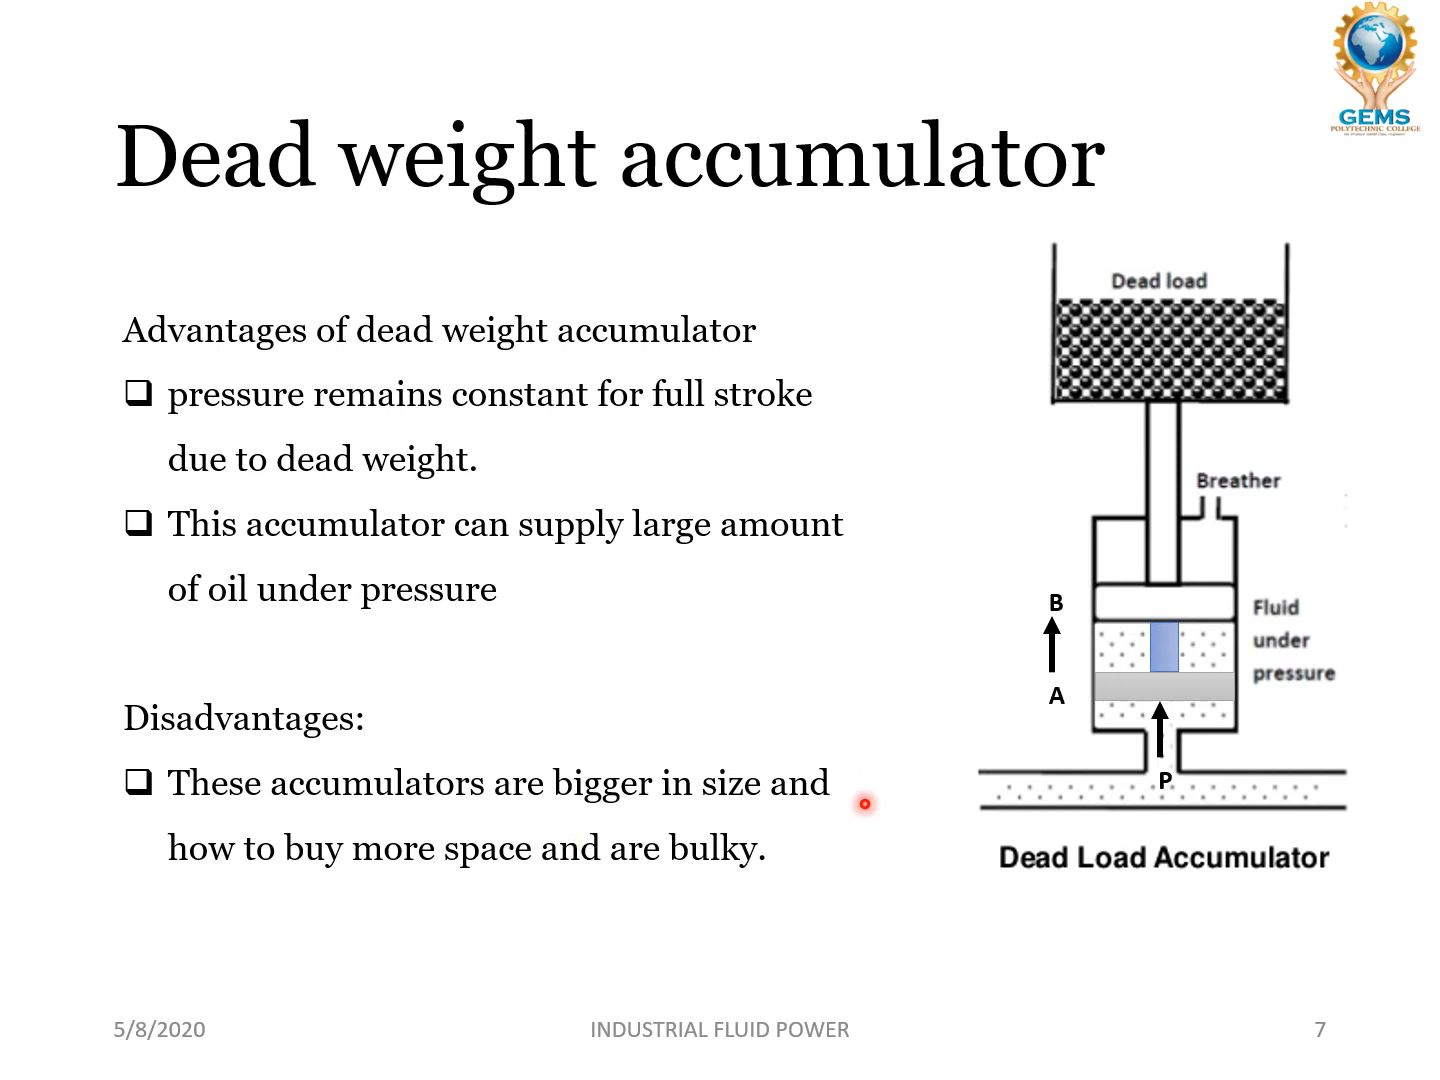 GEMS
POLYTECHNIC COLLEGE
Dead weight accumulator
Advantages of dead weight accumulator
pressure remains constant for full stroke
due to dead weight.
This accumulator can supply large amount
of oil under pressure
Disadvantages:
These accumulators are bigger in size and
how to buy more space and are bulky.
Dead load
Breather
B
Fluid
under
pressure
A
P
Dead Load Accumulator
5/8/2020
INDUSTRIAL FLUID POWER
7